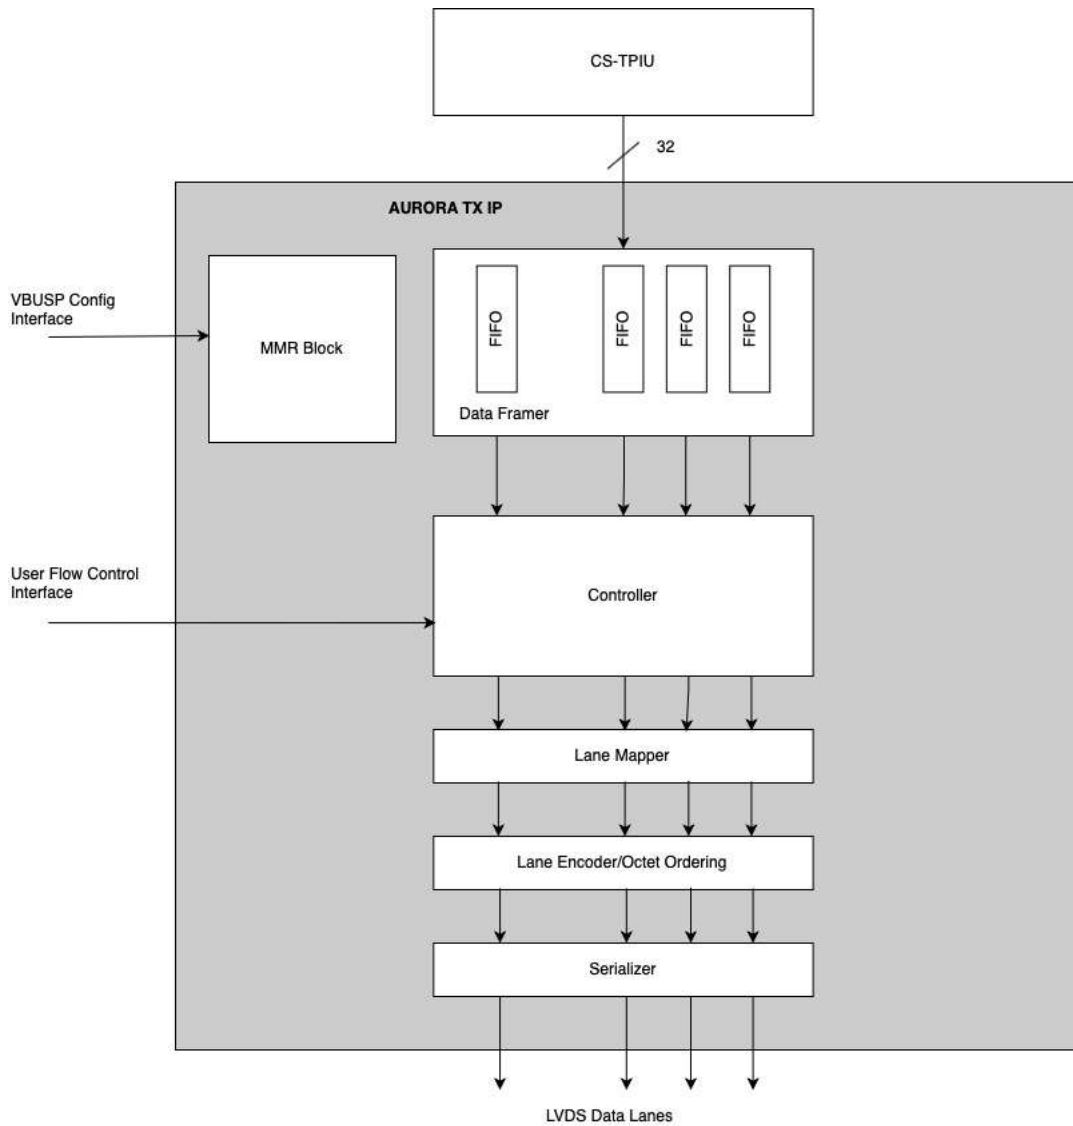 CS-TPIU
32
AURORA TX IP
VBUSP Config
Interface
MMR Block
FIFO
FIFO
FIFO
FIFO
Data Framer
User Flow Control
Interface
Controller
Lane Mapper
Lane Encoder/Octet Ordering
Serializer
LVDS Data Lanes